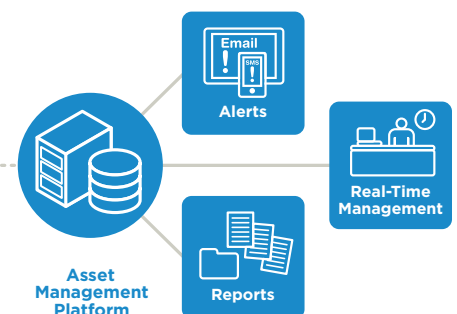 Email
SMS
Alerts
Real-Time
Management
Asset
Management
Platform
Reports